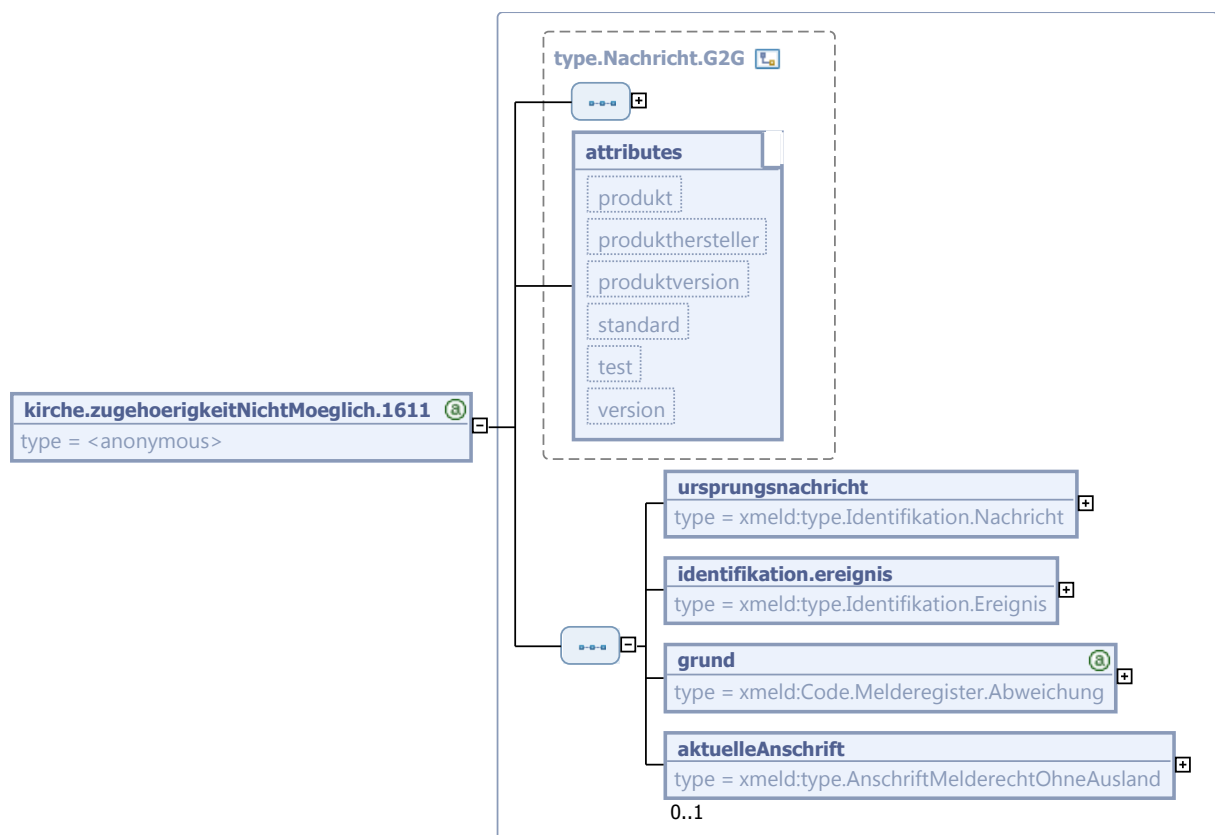 type.Nachricht.G2G
attributes
produkt
produkthersteller
produktversion
standard
test
version
kirche.zugehoerigkeitNichtMoeglich.1611 @
type = <anonymous>
ursprungsnachricht
type = xmeld:type.Identifikation.Nachricht
identifikation.ereignis
type = xmeld:type.Identifikation.Ereignis
grund @
type = xmeld:Code.Melderegister.Abweichung
aktuelleAnschrift
type = xmeld:type.AnschriftMelderechtOhneAusland
0..1